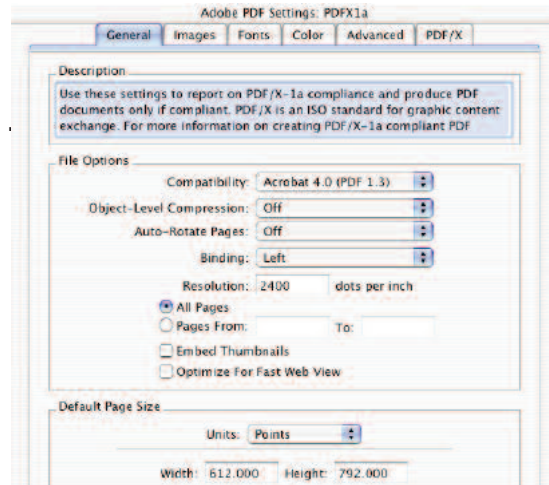 Adobe PDF Settings: PDFX1a
General Images Fonts Color Advanced PDF/X
Description
Use these settings to report on PDF/X-1a compliance and produce PDF
documents only if compliant. PDF/X is an ISO standard for graphic content
exchange. For more information on creating PDF/X-1a compliant PDF
File Options
Compatibility: Acrobat 4.0 (PDF 1.3)
Object-Level Compression: Off
Auto-Rotate Pages: Off
Binding: Left
Resolution: 2400 dots per inch
All Pages
Pages From: To:
Embed Thumbnails
Optimize For Fast Web View
Default Page Size
Units: Points
Width: 612.000 Height: 792.000